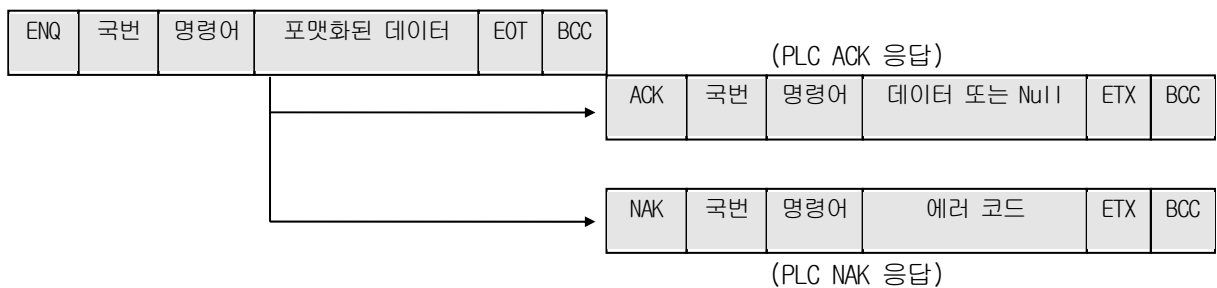 ENQ 국번 명령어 포맷화된 데이터 EOT BCC
(PLC ACK 응답)
ACK 국번 명령어 데이터 또는 Null ETX BCC
NAK 국번 명령어 에러 코드 ETX BCC
(PLC NAK 응답)